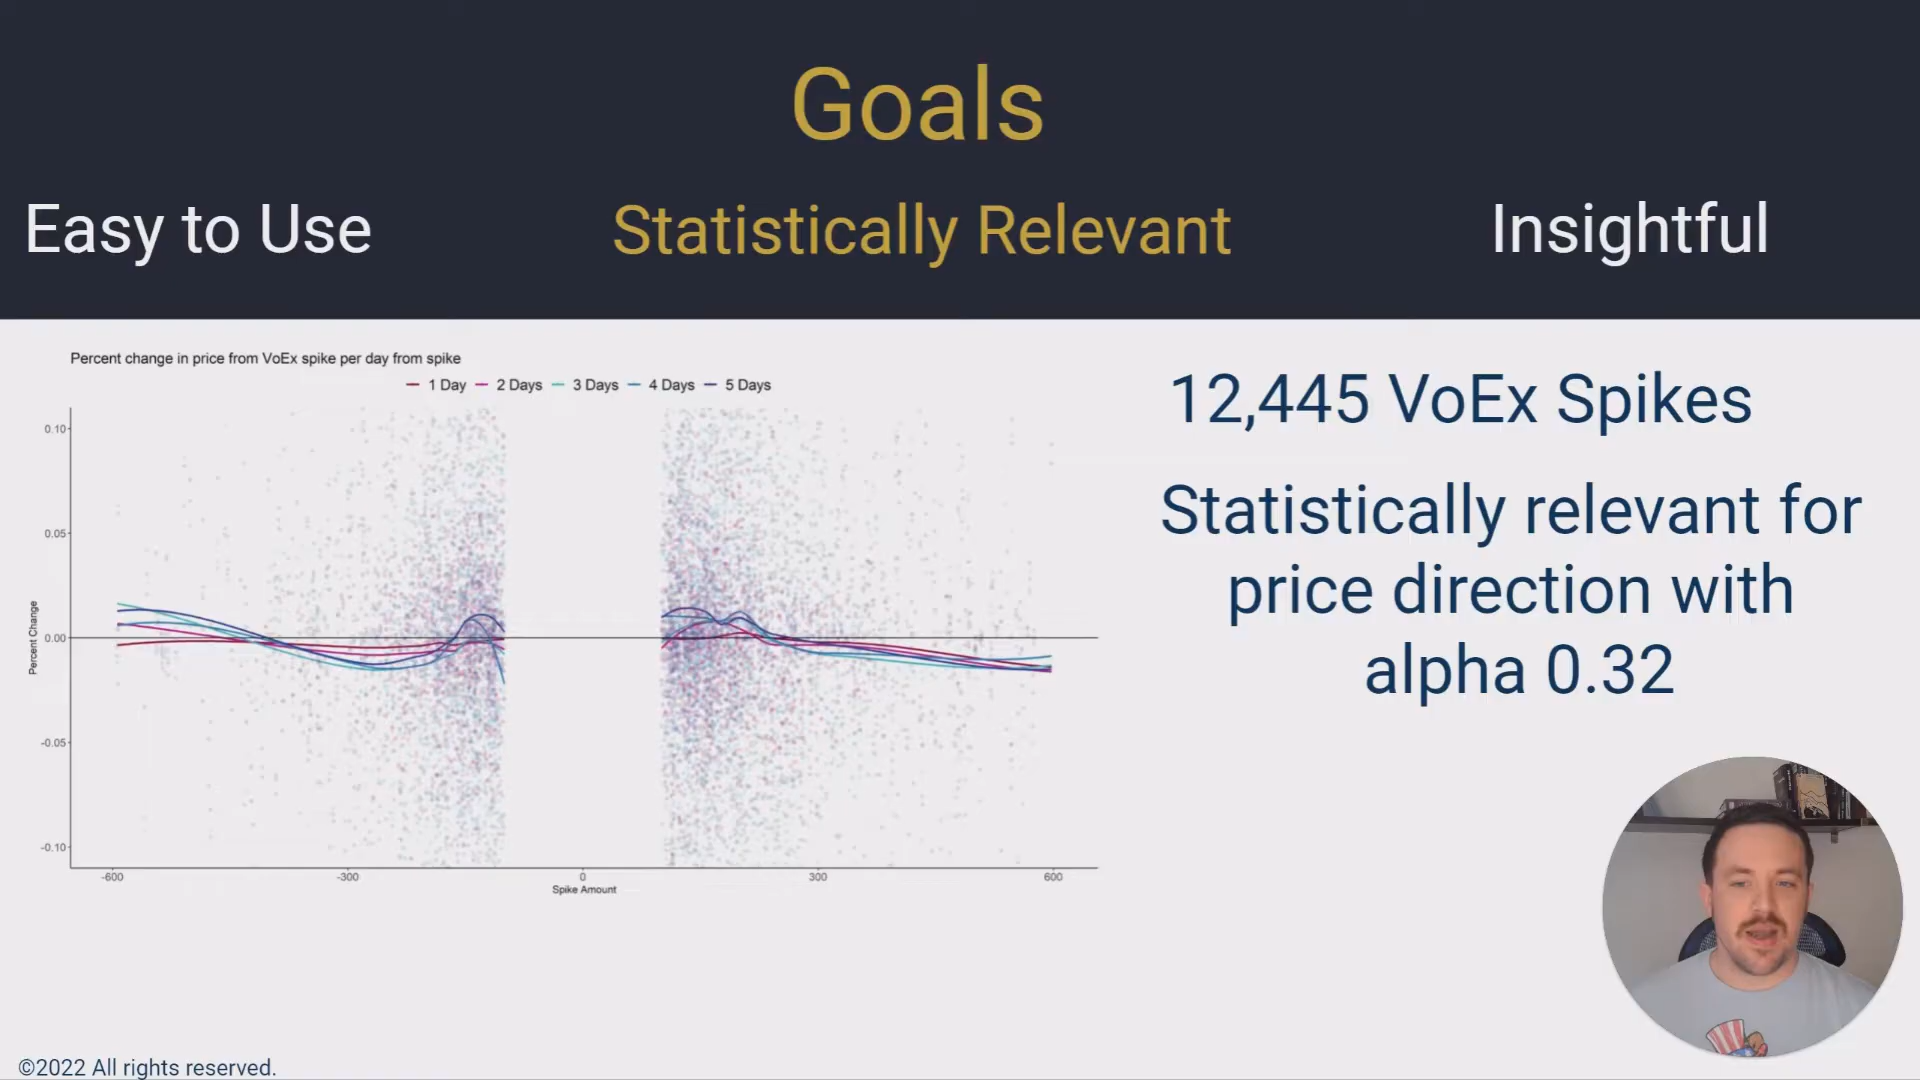 Goals
Easy to Use
Statistically Relevant
Insightful
Percent change in price from VoEx spike per day from spike
1 Day 2 Days 3 Days 4 Days 5 Days
0.10
0.05
0.00
-0.05
-0.10
Percent Change
-600 -300 0 300 600
Spike Amount
12,445 VoEx Spikes
Statistically relevant for
price direction with
alpha 0.32
©2022 All rights reserved.